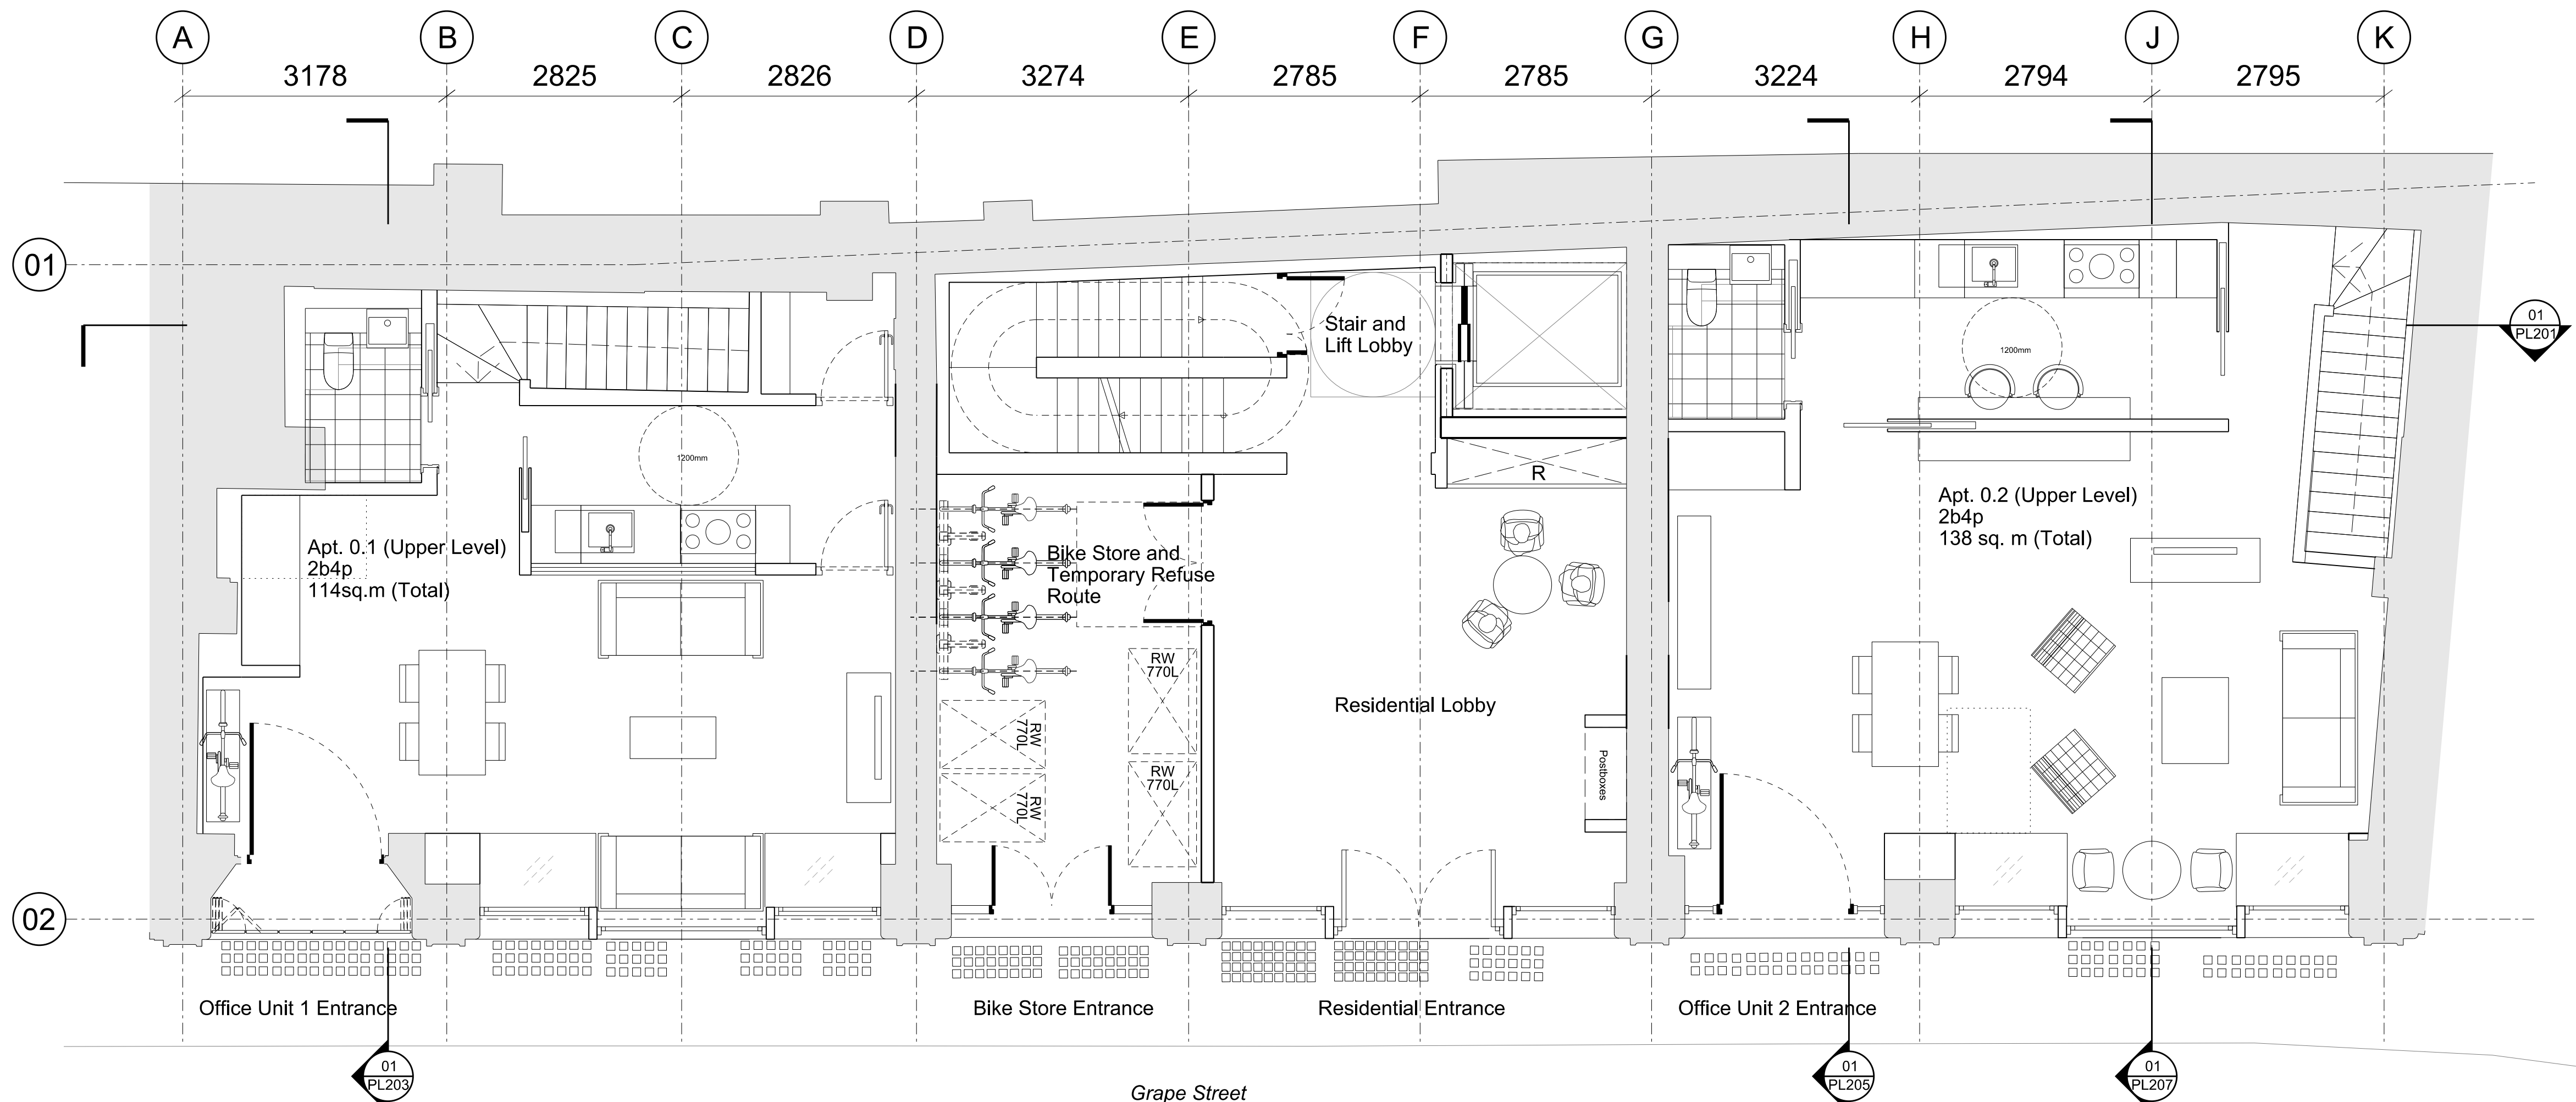 A B C D E F G H J K
3178 2825 2826 3274 2785 2785 3224 2794 2795
01
01
PL201
Stair and
Lift Lobby
1200mm
1200mm
R
Apt. 0.1 (Upper Level)
2b4p
114sq.m (Total)
Bike Store and
Temporary Refuse
Route
Apt. 0.2 (Upper Level)
2b4p
138 sq. m (Total)
RW
770L
RW
770L
RW
770L
RW
770L
Residential Lobby
Postboxes
02
Office Unit 1 Entrance
Bike Store Entrance
Residential Entrance
Office Unit 2 Entrance
01
PL203
01
PL205
01
PL207
Grape Street